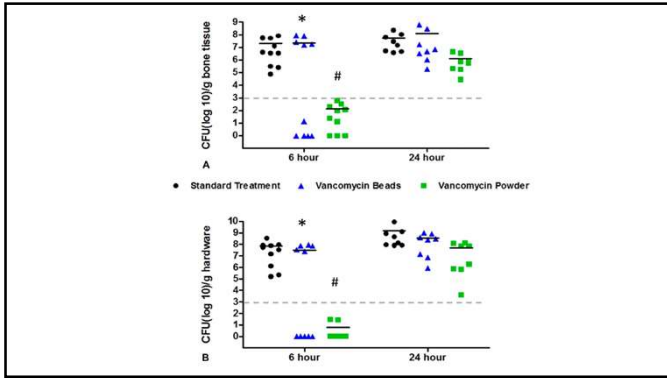 CFU(log 10)/g bone tissue
9
8
7
6
5
4
3
2
1
0
*
#
6 hour
24 hour
A
Standard Treatment
Vancomycin Beads
Vancomycin Powder
CFU(log 10)/g hardware
10
9
8
7
6
5
4
3
2
1
0
*
#
6 hour
24 hour
B